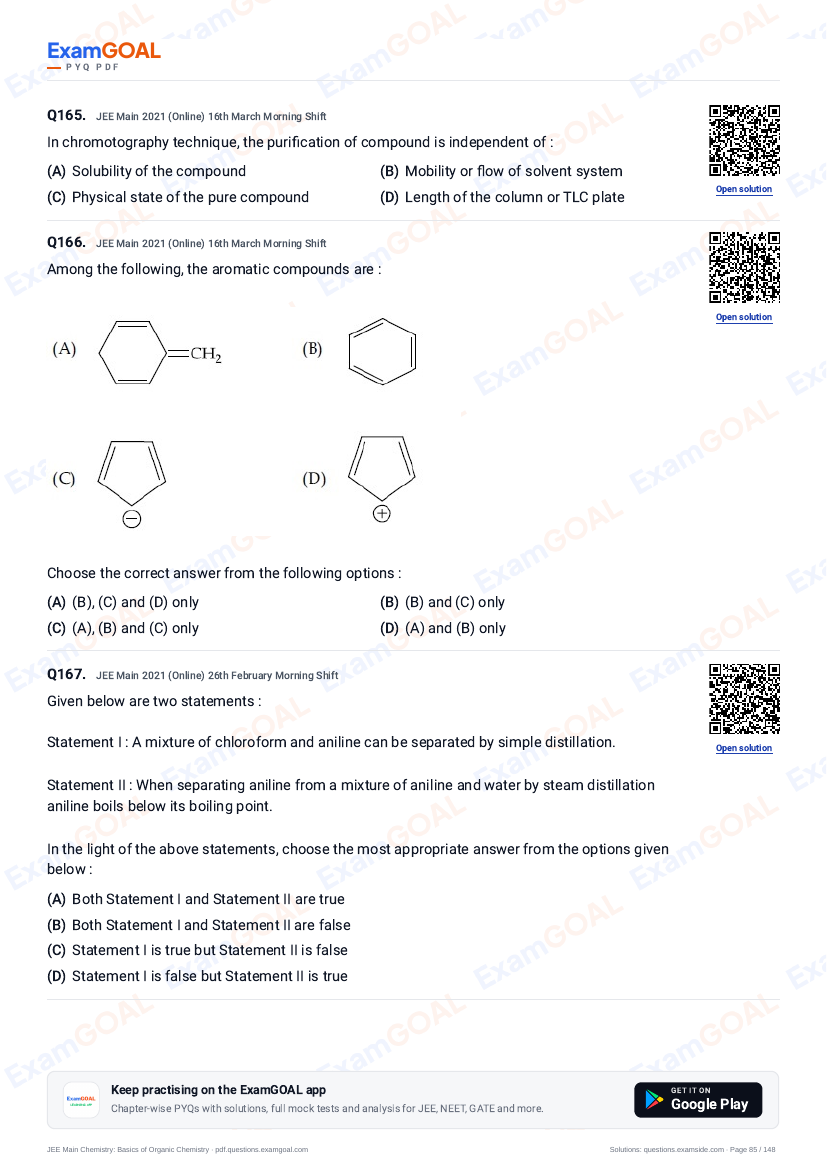 ExamGOAL
PYQ PDF
Q165. JEE Main 2021 (Online) 16th March Morning Shift
In chromotography technique, the purification of compound is independent of :
(A) Solubility of the compound
(B) Mobility or flow of solvent system
(C) Physical state of the pure compound
(D) Length of the column or TLC plate
Open solution
Q166. JEE Main 2021 (Online) 16th March Morning Shift
Among the following, the aromatic compounds are :
Open solution
(A) CH2
(B)
(C) ⊖
(D) ⊕
Choose the correct answer from the following options :
(A) (B), (C) and (D) only
(B) (B) and (C) only
(C) (A), (B) and (C) only
(D) (A) and (B) only
Q167. JEE Main 2021 (Online) 26th February Morning Shift
Given below are two statements :
Open solution
Statement I : A mixture of chloroform and aniline can be separated by simple distillation.
Statement II : When separating aniline from a mixture of aniline and water by steam distillation
aniline boils below its boiling point.
In the light of the above statements, choose the most appropriate answer from the options given
below :
(A) Both Statement I and Statement II are true
(B) Both Statement I and Statement II are false
(C) Statement I is true but Statement II is false
(D) Statement I is false but Statement II is true
ExamGOAL
Keep practising on the ExamGOAL app
Chapter-wise PYQs with solutions, full mock tests and analysis for JEE, NEET, GATE and more.
GET IT ON
Google Play
JEE Main Chemistry: Basics of Organic Chemistry · pdf.questions.examgoal.com
Solutions: questions.examside.com · Page 85 / 148